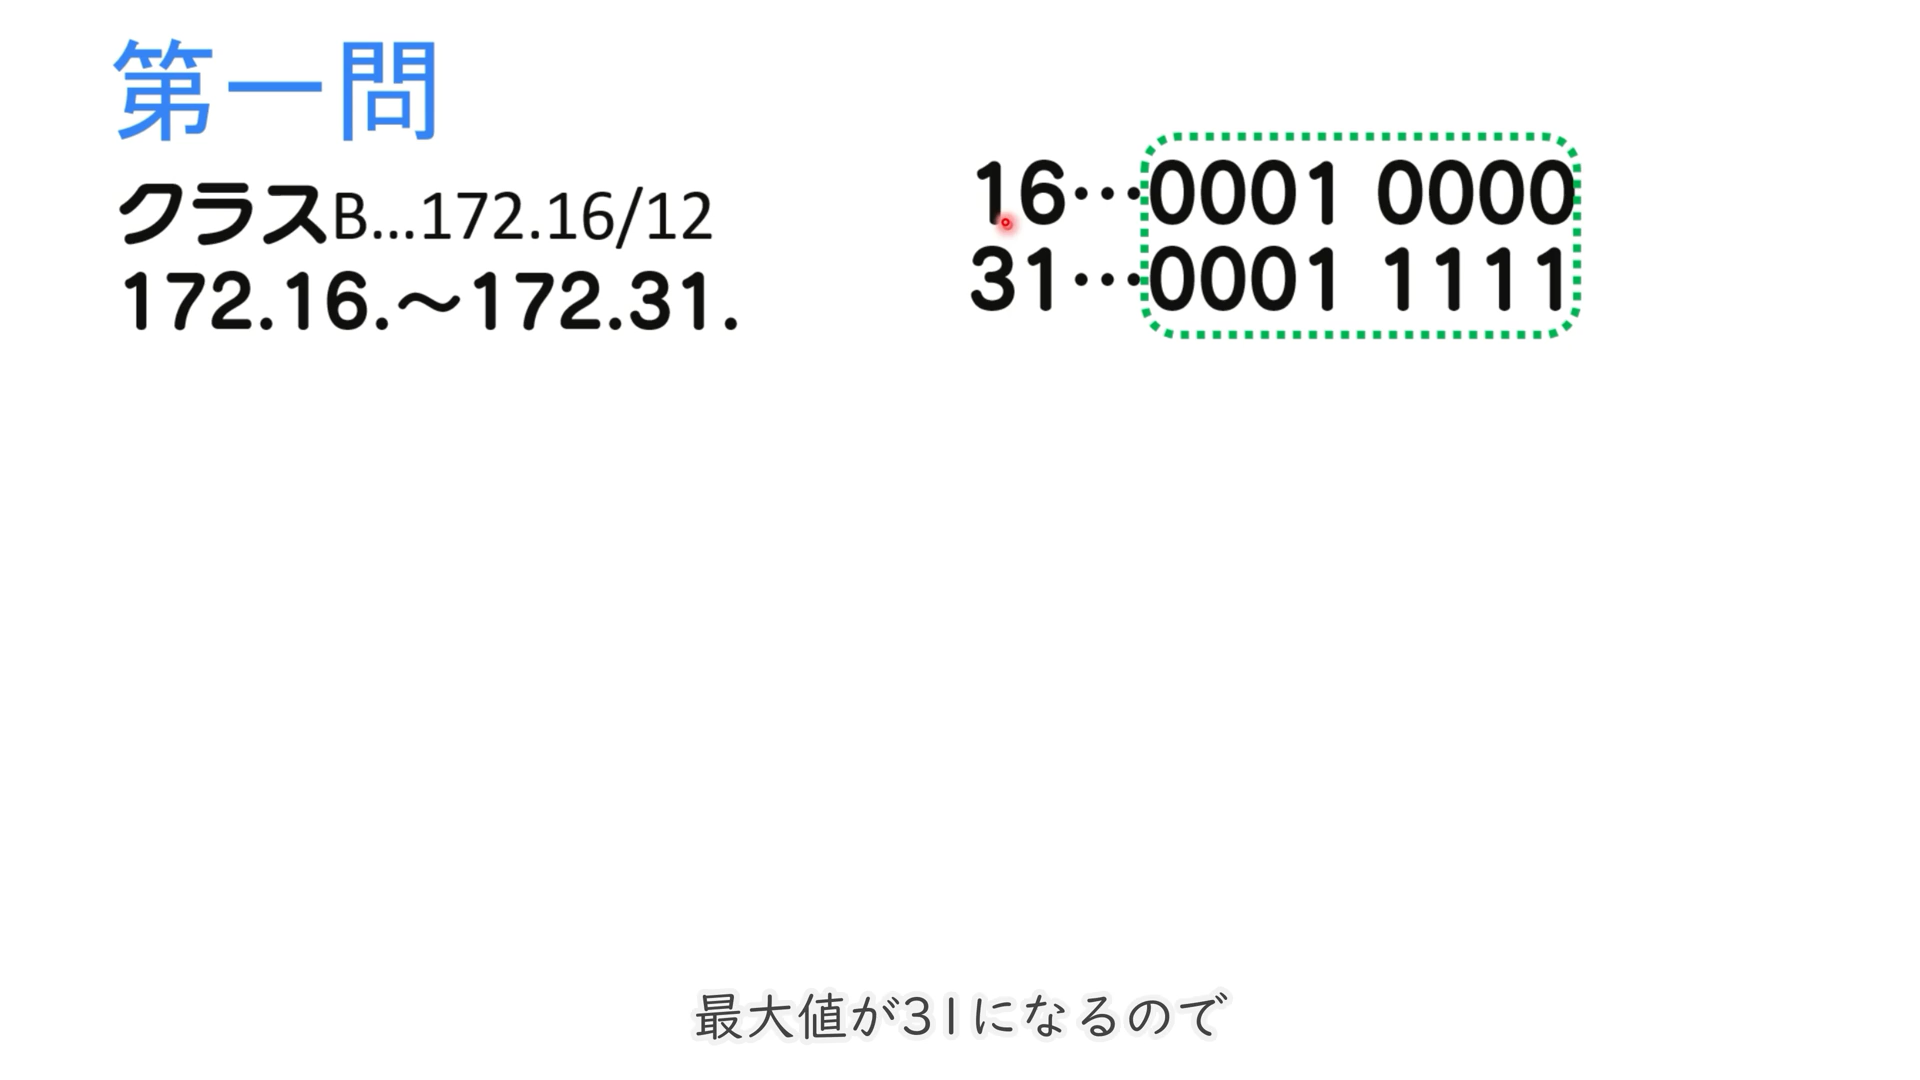 第一問
クラスB…172.16/12
172.16.～172.31.
16…0001 0000
31…0001 1111
最大値が31になるので